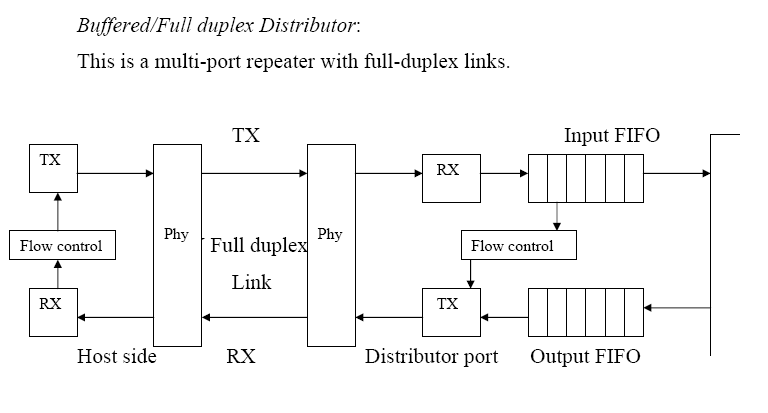 Buffered/Full duplex Distributor:
This is a multi-port repeater with full-duplex links.
TX
Input FIFO
TX
RX
Phy
Phy
Flow control
Full duplex
Flow control
Link
RX
TX
Host side
RX
Distributor port
Output FIFO